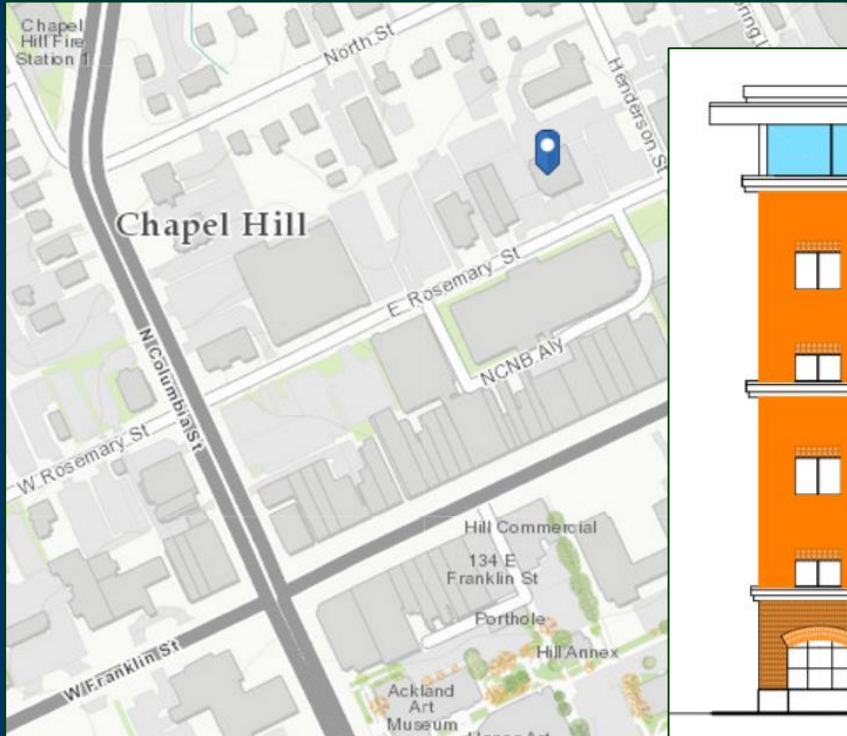 Chapel
Hill Fire
Station 1
North St
Henderson St
Chapel Hill
E Rosemary St
N Columbia St
NCNB Aly
W Rosemary St
Hill Commercial
134 E
Franklin St
Porthole
Hill Annex
W Franklin St
Ackland
Art
Museum